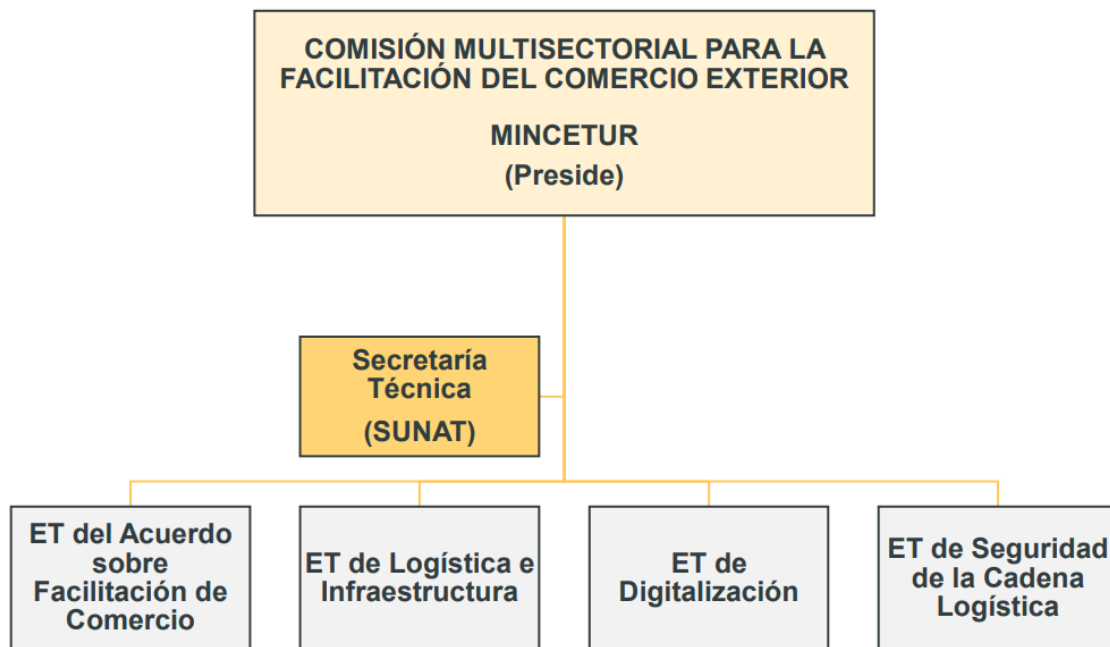 COMISIÓN MULTISECTORIAL PARA LA
FACILITACIÓN DEL COMERCIO EXTERIOR
MINCETUR
(Preside)
Secretaría
Técnica
(SUNAT)
ET del Acuerdo
sobre
Facilitación de
Comercio
ET de Logística e
Infraestructura
ET de
Digitalización
ET de Seguridad
de la Cadena
Logística